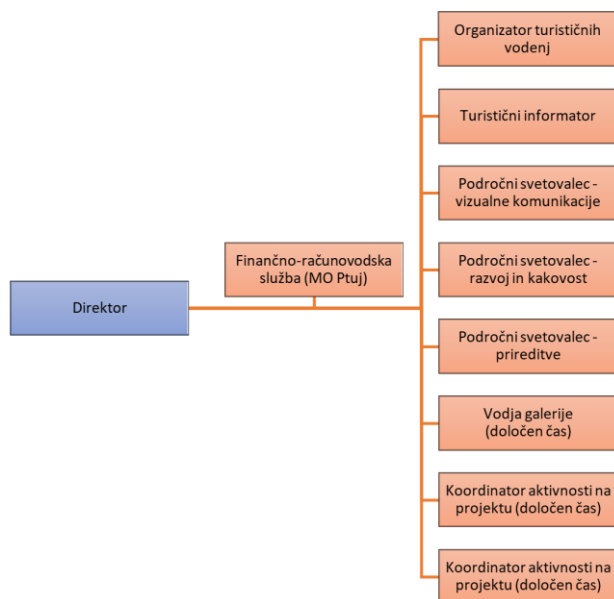 Organizator turističnih
vodenj
Turistični informator
Področni svetovalec -
vizualne komunikacije
Finančno-računovodska
služba (MO Ptuj)
Področni svetovalec -
razvoj in kakovost
Direktor
Področni svetovalec -
prireditve
Vodja galerije
(določen čas)
Koordinator aktivnosti na
projektu (določen čas)
Koordinator aktivnosti na
projektu (določen čas)